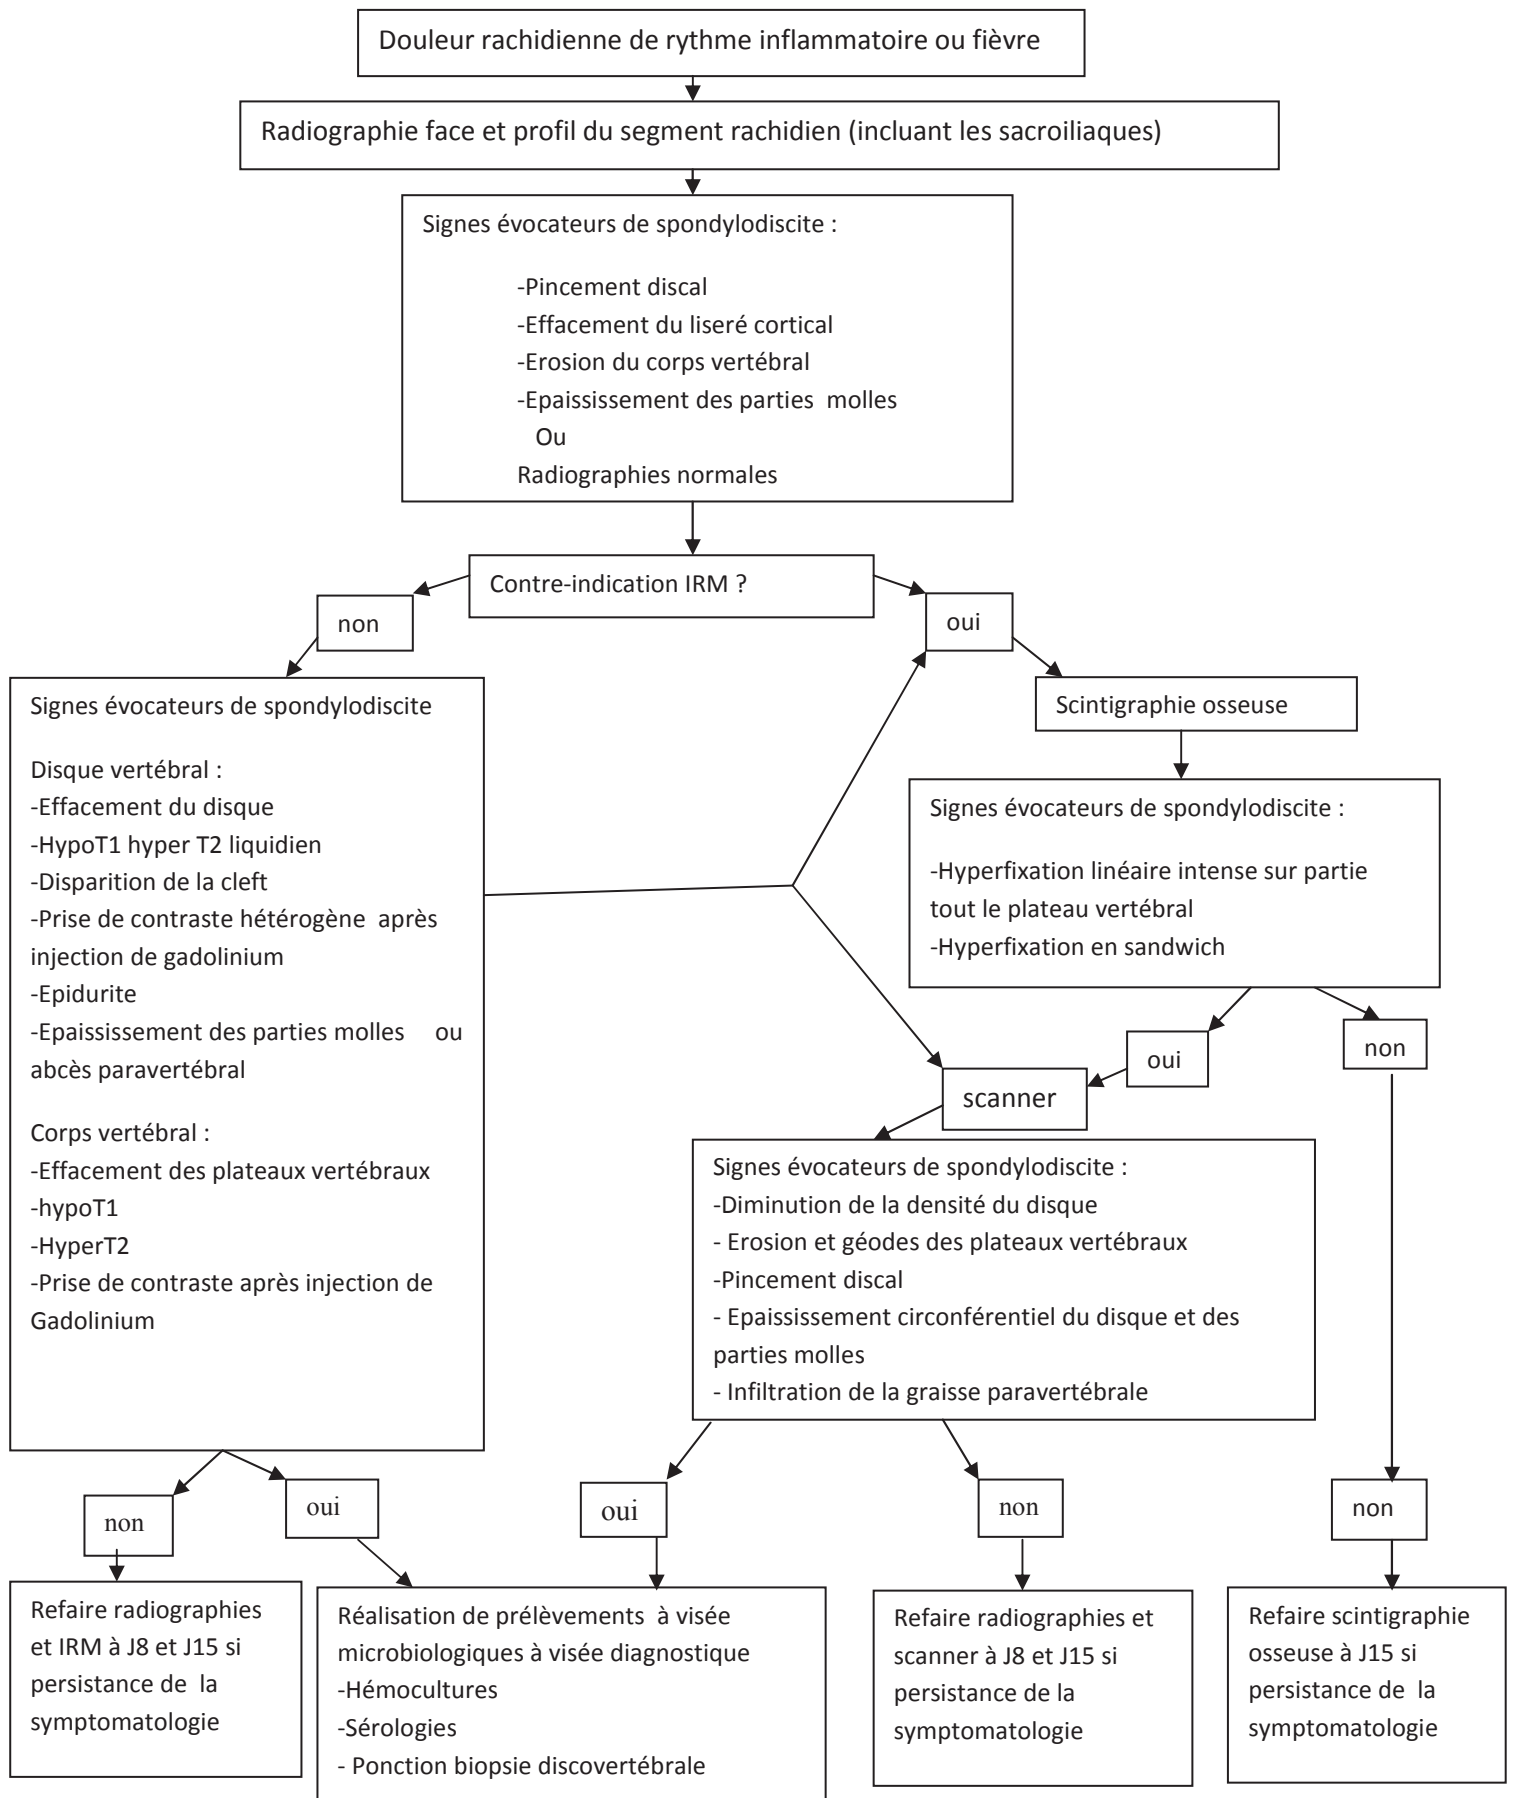 Douleur rachidienne de rythme inflammatoire ou fièvre
Radiographie face et profil du segment rachidien (incluant les sacroiliaques)
Signes évocateurs de spondylodiscite :
-Pincement discal
-Effacement du liseré cortical
-Erosion du corps vertébral
-Epaississement des parties molles
Ou
Radiographies normales
Contre-indication IRM ?
non
oui
Signes évocateurs de spondylodiscite
Disque vertébral :
-Effacement du disque
-HypoT1 hyper T2 liquidien
-Disparition de la cleft
-Prise de contraste hétérogène après
injection de gadolinium
-Epidurite
-Epaississement des parties molles ou
abcès paravertébral
Corps vertébral :
-Effacement des plateaux vertébraux
-hypoT1
-HyperT2
-Prise de contraste après injection de
Gadolinium
Scintigraphie osseuse
Signes évocateurs de spondylodiscite :
-Hyperfixation linéaire intense sur partie
tout le plateau vertébral
-Hyperfixation en sandwich
oui
non
scanner
Signes évocateurs de spondylodiscite :
-Diminution de la densité du disque
- Erosion et géodes des plateaux vertébraux
-Pincement discal
- Epaississement circonférentiel du disque et des
parties molles
- Infiltration de la graisse paravertébrale
non
oui
oui
non
non
Refaire radiographies
et IRM à J8 et J15 si
persistance de la
symptomatologie
Réalisation de prélèvements à visée
microbiologiques à visée diagnostique
-Hémocultures
-Sérologies
- Ponction biopsie discovertébrale
Refaire radiographies et
scanner à J8 et J15 si
persistance de la
symptomatologie
Refaire scintigraphie
osseuse à J15 si
persistance de la
symptomatologie